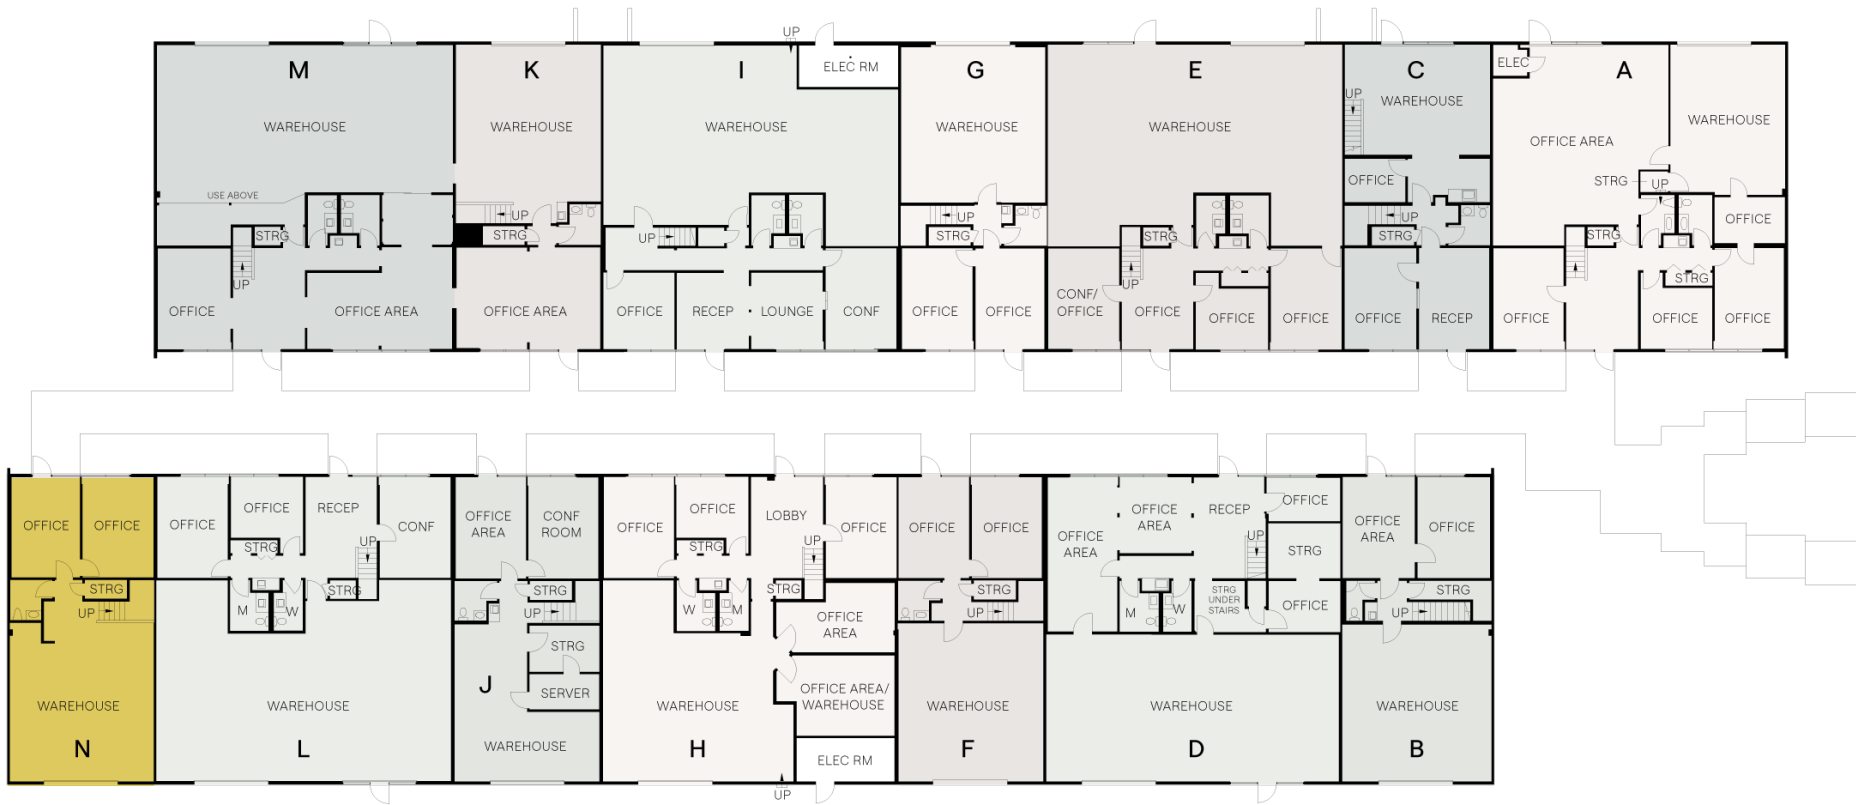 M
WAREHOUSE
USE ABOVE
STRG
UP
OFFICE
OFFICE AREA
K
WAREHOUSE
UP
STRG
OFFICE AREA
UP
I
ELEC RM
WAREHOUSE
UP
OFFICE
RECEP
LOUNGE
CONF
G
WAREHOUSE
UP
STRG
OFFICE
OFFICE
E
WAREHOUSE
STRG
UP
CONF/
OFFICE
OFFICE
OFFICE
OFFICE
C
UP
WAREHOUSE
OFFICE
UP
STRG
OFFICE
RECEP
ELEC
A
WAREHOUSE
OFFICE AREA
STRG
UP
OFFICE
STRG
STRG
OFFICE
OFFICE
OFFICE
OFFICE
OFFICE
STRG
UP
WAREHOUSE
N
OFFICE
OFFICE
RECEP
CONF
STRG
UP
STRG
M
W
WAREHOUSE
L
OFFICE
AREA
CONF
ROOM
STRG
UP
STRG
J
SERVER
WAREHOUSE
OFFICE
OFFICE
LOBBY
OFFICE
STRG
UP
STRG
W
M
OFFICE
AREA
OFFICE AREA/
WAREHOUSE
WAREHOUSE
H
ELEC RM
UP
OFFICE
OFFICE
STRG
UP
WAREHOUSE
F
OFFICE
AREA
OFFICE
AREA
RECEP
OFFICE
UP
STRG
STRG
UNDER
STAIRS
OFFICE
M
W
WAREHOUSE
D
OFFICE
AREA
OFFICE
STRG
UP
WAREHOUSE
B